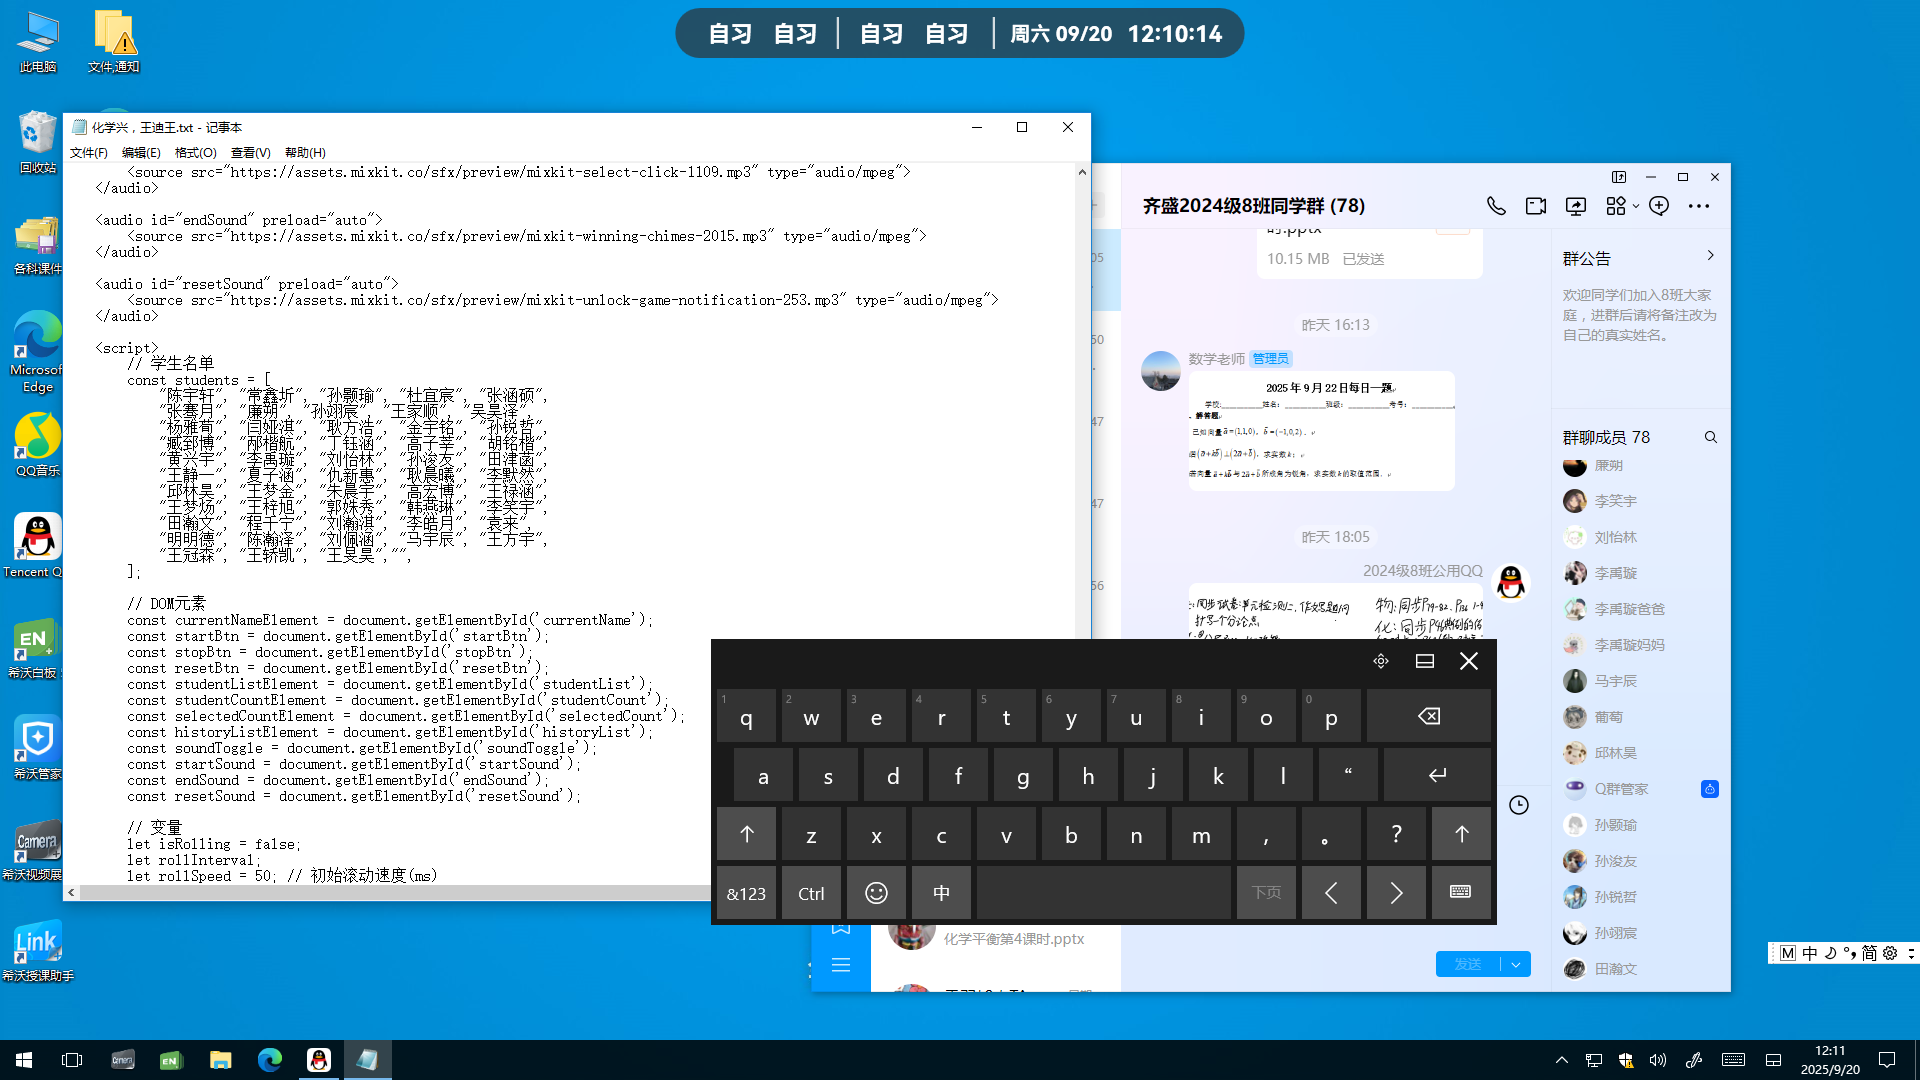 自习 自习 自习 自习 周六 09/20 12:10:14
此电脑
文件,通知
回收站
各科课件
Microsof
Edge
QQ音乐
Tencent Q
希沃白板
希沃管家
希沃视频展
希沃授课助手
化学兴，王迪王.txt - 记事本
文件(F) 编辑(E) 格式(O) 查看(V) 帮助(H)
<source src="https://assets.mixkit.co/sfx/preview/mixkit-select-click-1109.mp3" type="audio/mpeg">
</audio>
<audio id="endSound" preload="auto">
<source src="https://assets.mixkit.co/sfx/preview/mixkit-winning-chimes-2015.mp3" type="audio/mpeg">
</audio>
<audio id="resetSound" preload="auto">
<source src="https://assets.mixkit.co/sfx/preview/mixkit-unlock-game-notification-253.mp3" type="audio/mpeg">
</audio>
<script>
// 学生名单
const students = [
"陈宇轩", "常鑫圻", "孙颢瑜", "杜宜宸", "张涵硕",
"张骞月", "廉朔", "孙翊宸", "王家顺", "吴昊泽",
"杨雅荀", "闫娅淇", "耿方浩", "金宇铭", "孙锐哲",
"臧郅博", "邴楷航", "丁钰涵", "高子莘", "胡铭楷",
"黄兴宇", "李禹璇", "刘怡林", "孙浚友", "田津函",
"王静一", "夏子涵", "仇新惠", "耿晨曦", "李默然",
"邱林昊", "王梦金", "朱晨宇", "高宏博", "王禄涵",
"王梦炀", "王梓旭", "郭姝秀", "韩燕琳", "李笑宇",
"田瀚文", "程千宁", "刘瀚淇", "李皓月", "袁来",
"明明德", "陈瀚泽", "刘佩涵", "马宇辰", "王方宇",
"王冠森", "王轿凯", "王旻昊","",
];
// DOM元素
const currentNameElement = document.getElementById('currentName');
const startBtn = document.getElementById('startBtn');
const stopBtn = document.getElementById('stopBtn');
const resetBtn = document.getElementById('resetBtn');
const studentListElement = document.getElementById('studentList');
const studentCountElement = document.getElementById('studentCount');
const selectedCountElement = document.getElementById('selectedCount');
const historyListElement = document.getElementById('historyList');
const soundToggle = document.getElementById('soundToggle');
const startSound = document.getElementById('startSound');
const endSound = document.getElementById('endSound');
const resetSound = document.getElementById('resetSound');
// 变量
let isRolling = false;
let rollInterval;
let rollSpeed = 50; // 初始滚动速度(ms)
齐盛2024级8班同学群 (78)
10.15 MB 已发送
昨天 16:13
数学老师 管理员
2025 年 9 月 22 日每日一题
学校: 姓名: 班级: 考号:
解答题
昨天 18:05
2024级8班公用QQ
化学平衡第4课时.pptx
发送
群公告
欢迎同学们加入8班大家
庭，进群后请将备注改为
自己的真实姓名。
群聊成员 78
廉朔
李笑宇
刘怡林
李禹璇
李禹璇爸爸
李禹璇妈妈
马宇辰
葡萄
邱林昊
Q群管家
孙颢瑜
孙浚友
孙锐哲
孙翊宸
田瀚文
1 2 3 4 5 6 7 8 9 0
q w e r t y u i o p
a s d f g h j k l “
z x c v b n m , 。 ?
&123 Ctrl 中 下页
M 中 简
12:11
2025/9/20